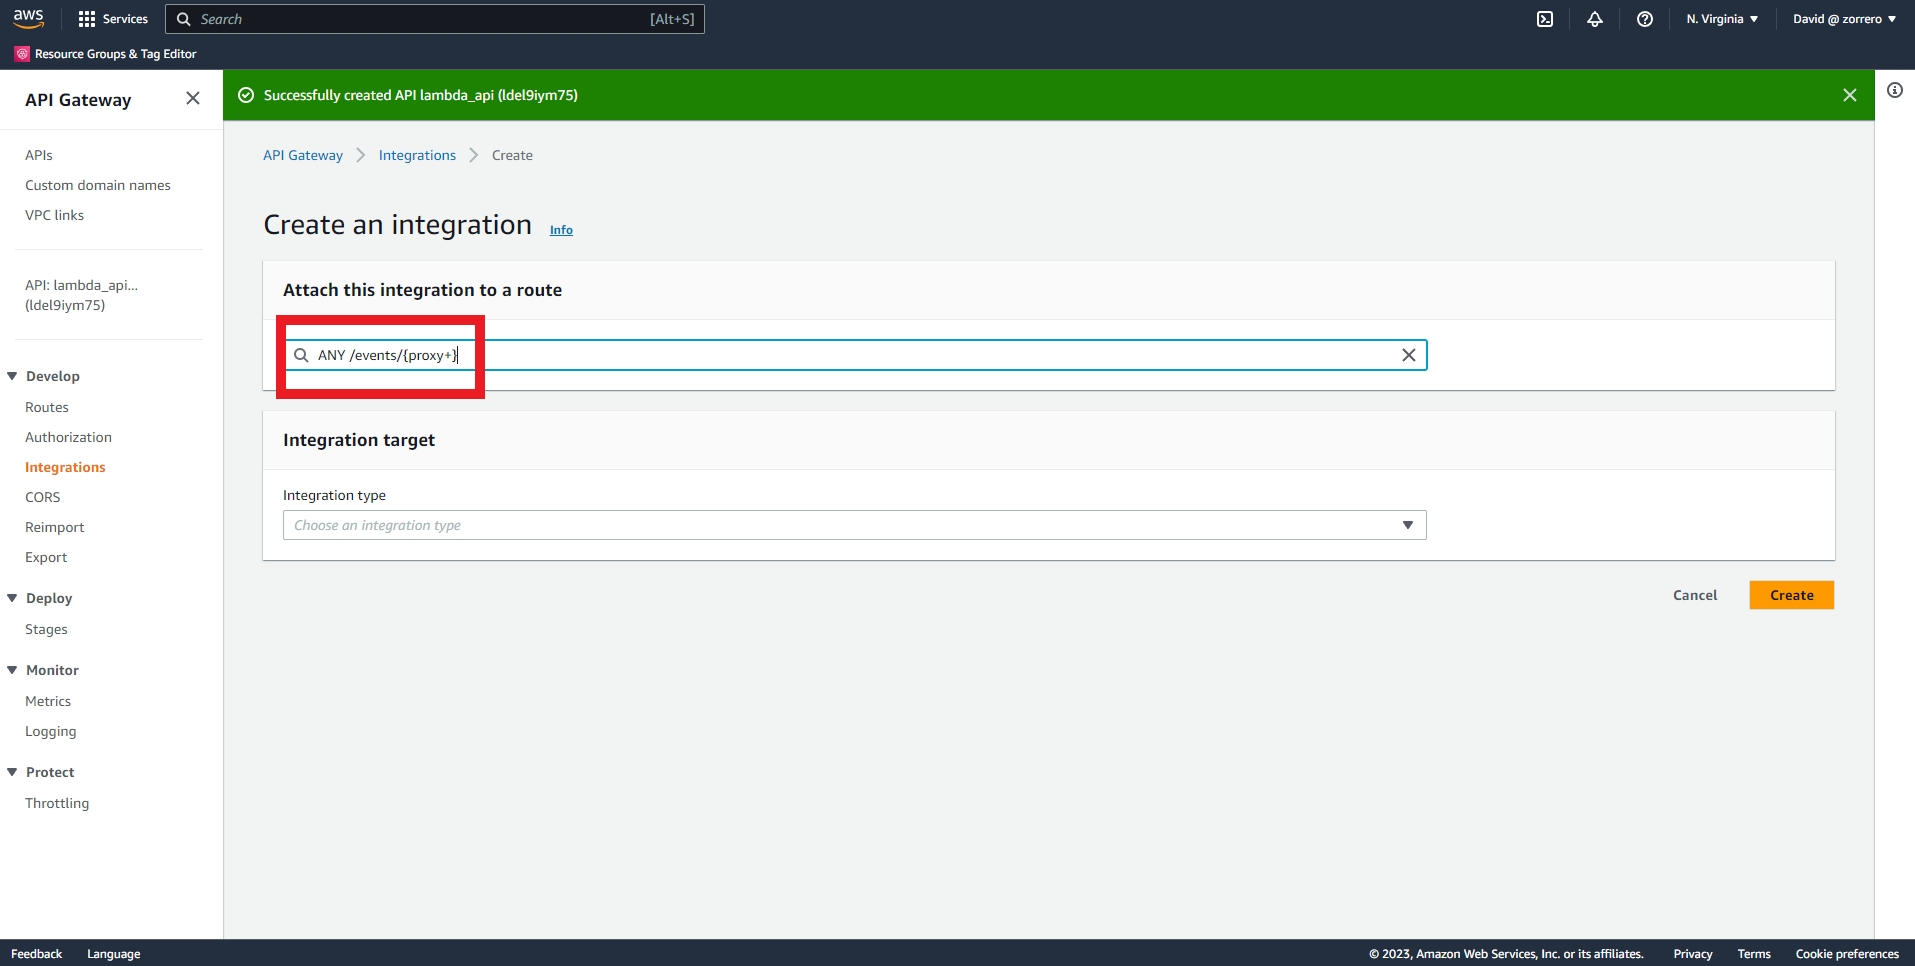 aws
Services
Search
[Alt+S]
N. Virginia
David @ zorrero
Resource Groups & Tag Editor
API Gateway
Successfully created API lambda_api (ldel9iym75)
APIs
Custom domain names
VPC links
API: lambda_api...
(ldel9iym75)
Develop
Routes
Authorization
Integrations
CORS
Reimport
Export
Deploy
Stages
Monitor
Metrics
Logging
Protect
Throttling
API Gateway
Integrations
Create
Create an integration
Info
Attach this integration to a route
ANY /events/{proxy+}
Integration target
Integration type
Choose an integration type
Cancel
Create
Feedback
Language
© 2023, Amazon Web Services, Inc. or its affiliates.
Privacy
Terms
Cookie preferences